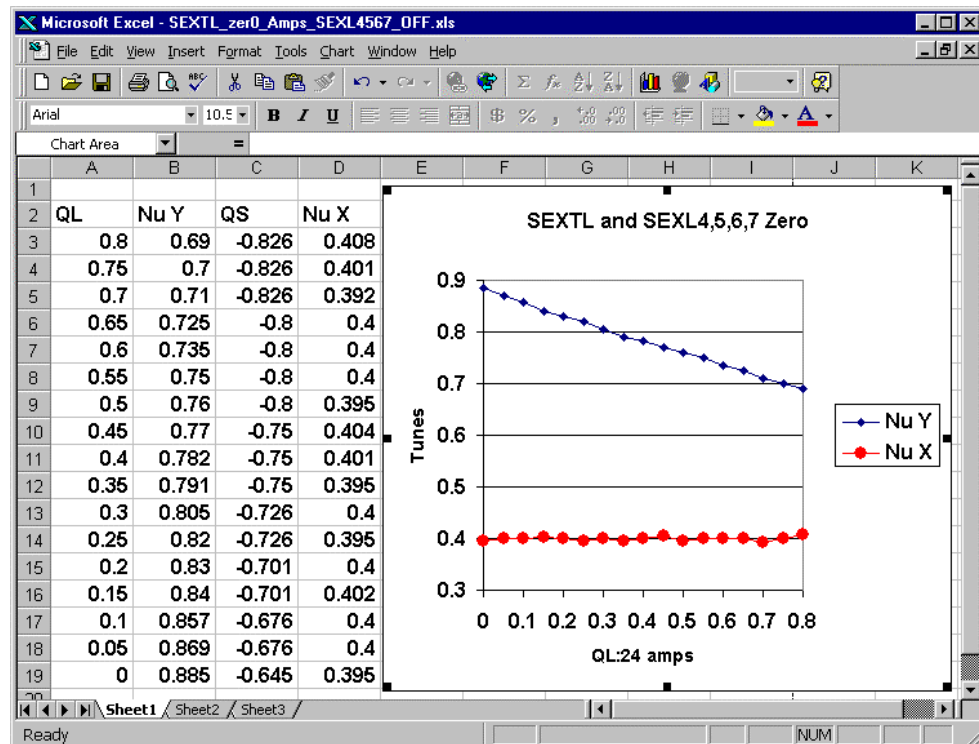 Microsoft Excel - SEXTL_zer0_Amps_SEXL4567_OFF.xls
File Edit View Insert Format Tools Chart Window Help
Arial 10.5 B I U $ % ,
Chart Area =
A B C D E F G H I J K
1
2 QL Nu Y QS Nu X
3 0.8 0.69 -0.826 0.408
4 0.75 0.7 -0.826 0.401
5 0.7 0.71 -0.826 0.392
6 0.65 0.725 -0.8 0.4
7 0.6 0.735 -0.8 0.4
8 0.55 0.75 -0.8 0.4
9 0.5 0.76 -0.8 0.395
10 0.45 0.77 -0.75 0.404
11 0.4 0.782 -0.75 0.401
12 0.35 0.791 -0.75 0.395
13 0.3 0.805 -0.726 0.4
14 0.25 0.82 -0.726 0.395
15 0.2 0.83 -0.701 0.4
16 0.15 0.84 -0.701 0.402
17 0.1 0.857 -0.676 0.4
18 0.05 0.869 -0.676 0.4
19 0 0.885 -0.645 0.395
SEXTL and SEXL4,5,6,7 Zero
0.9
0.8
0.7
0.6
0.5
0.4
0.3
Tunes
0 0.1 0.2 0.3 0.4 0.5 0.6 0.7 0.8
QL:24 amps
Nu Y
Nu X
Sheet1 Sheet2 Sheet3
Ready NUM